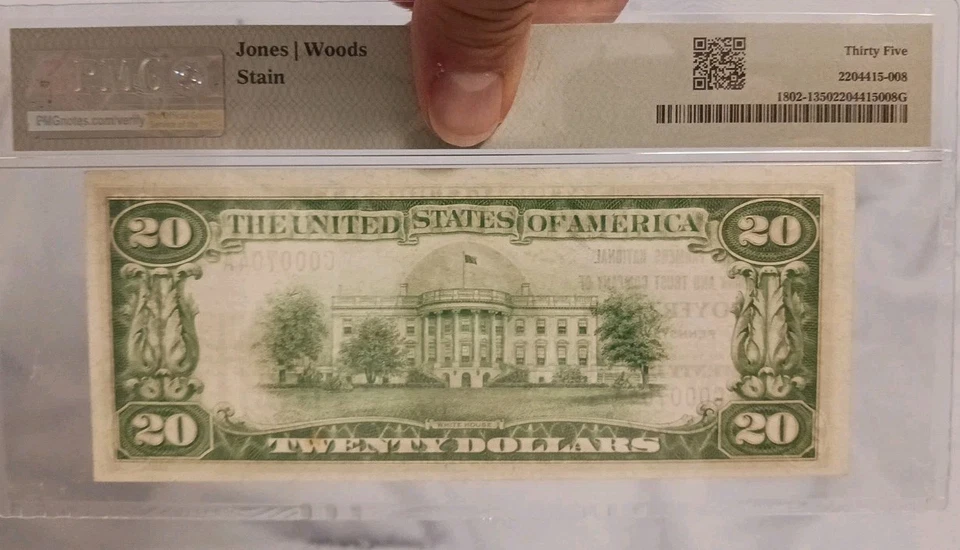 PMG
PMGnotes.com/verify
Jones | Woods
Stain
Thirty Five
2204415-008
1802-13502204415008G
20 THE UNITED STATES OF AMERICA 20
WHITE HOUSE
20 TWENTY DOLLARS 20